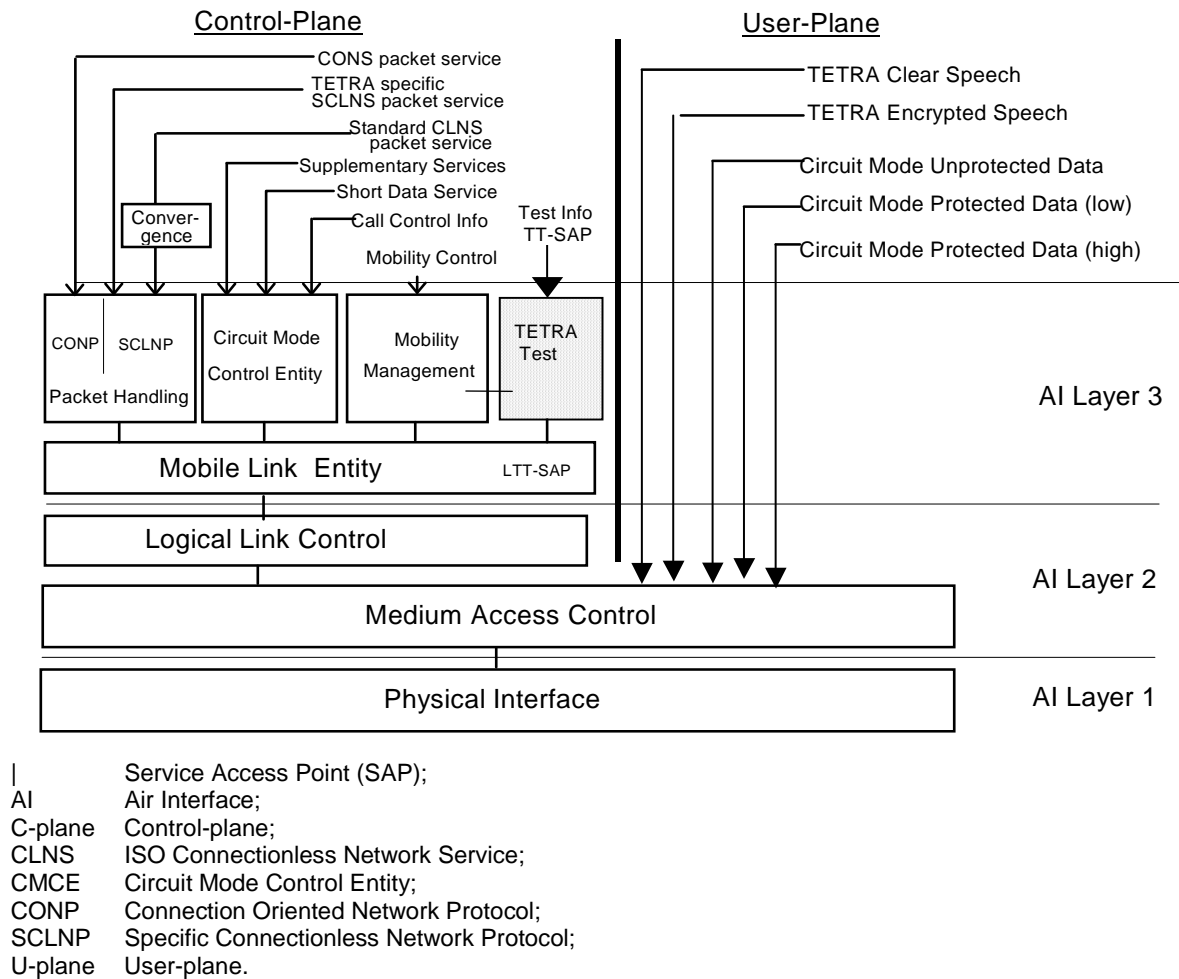 Control-Plane
User-Plane
CONS packet service
TETRA specific
SCLNS packet service
Standard CLNS
packet service
Supplementary Services
Short Data Service
Call Control Info
Mobility Control
Conver-
gence
Test Info
TT-SAP
TETRA Clear Speech
TETRA Encrypted Speech
Circuit Mode Unprotected Data
Circuit Mode Protected Data (low)
Circuit Mode Protected Data (high)
CONP
SCLNP
Packet Handling
Circuit Mode
Control Entity
Mobility
Management
TETRA
Test
AI Layer 3
Mobile Link Entity
LTT-SAP
Logical Link Control
AI Layer 2
Medium Access Control
Physical Interface
AI Layer 1
| Service Access Point (SAP);
AI Air Interface;
C-plane Control-plane;
CLNS ISO Connectionless Network Service;
CMCE Circuit Mode Control Entity;
CONP Connection Oriented Network Protocol;
SCLNP Specific Connectionless Network Protocol;
U-plane User-plane.